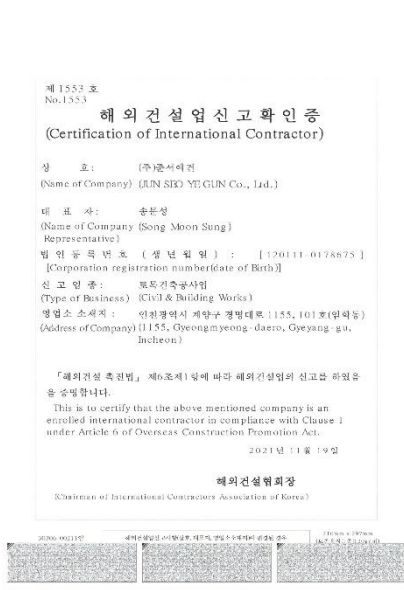 제 1553 호
No.1553
해 외 건 설 업 신 고 확 인 증
(Certification of International Contractor)
상 호 : (주)준서예건
(Name of Company) (JUN SEO YE GUN Co., Ltd.)
대 표 자 : 송문성
(Name of Company (Song Moon Sung)
Representative)
법 인 등 록 번 호 ( 생 년 월 일 ) : [120111-0178675]
[Corporation registration number(date of Birth)]
신 고 업 종 : 토목건축공사업
(Type of Business) (Civil & Building Works)
영업소 소재지 : 인천광역시 계양구 경명대로 1155, 101호(임학동)
(Address of Company) (1155, Gyeongmyeong-daero, Gyeyang-gu,
Incheon)
「해외건설 촉진법」 제6조제1항에 따라 해외건설업의 신고를 하였음
을 증명합니다.
This is to certify that the above mentioned company is an
enrolled international contractor in compliance with Clause 1
under Article 6 of Overseas Construction Promotion Act.
2021년 11월 19일
해외건설협회장
(Chairman of International Contractors Association of Korea)
210mm x 297mm